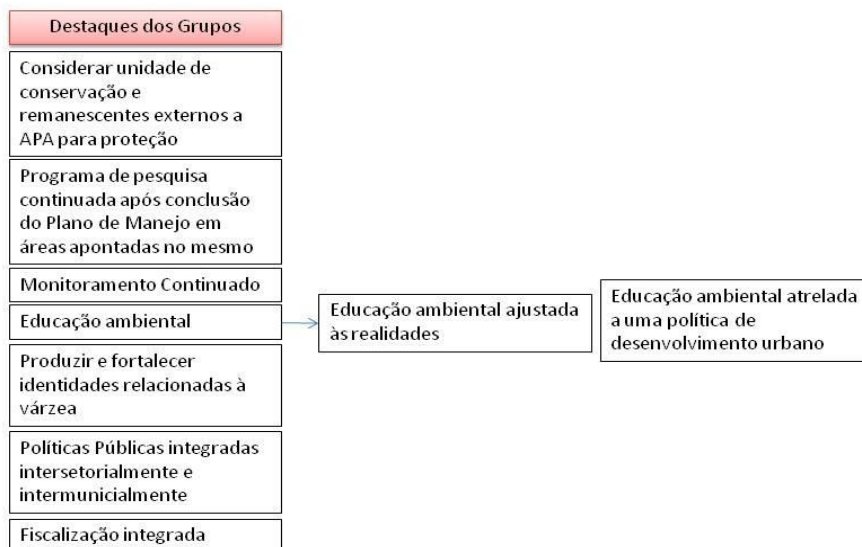 Destaques dos Grupos
Considerar unidade de
conservação e
remanescentes externos a
APA para proteção
Programa de pesquisa
continuada após conclusão
do Plano de Manejo em
áreas apontadas no mesmo
Monitoramento Continuado
Educação ambiental
Educação ambiental ajustada
às realidades
Educação ambiental atrelada
a uma política de
desenvolvimento urbano
Produzir e fortalecer
identidades relacionadas à
várzea
Políticas Públicas integradas
intersetorialmente e
intermunicialmente
Fiscalização integrada